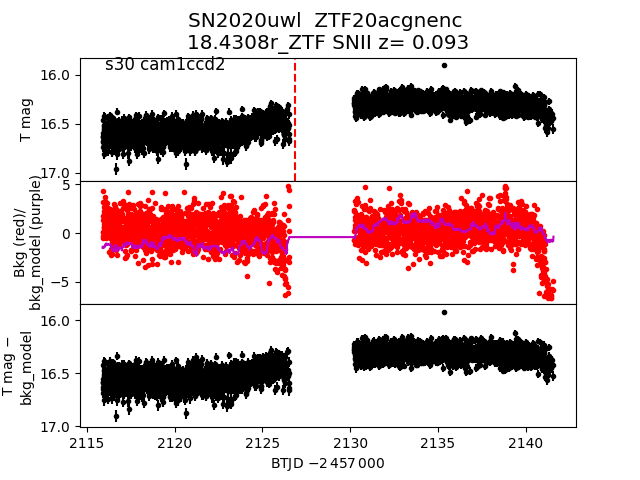 SN2020uwl  ZTF20acgnenc
18.4308r_ZTF SNII z= 0.093
s30 cam1ccd2
16.0
16.5
17.0
T mag
5
0
−5
Bkg (red)/
bkg_model (purple)
16.0
16.5
17.0
T mag −
bkg_model
2115
2120
2125
2130
2135
2140
BTJD −2 457 000